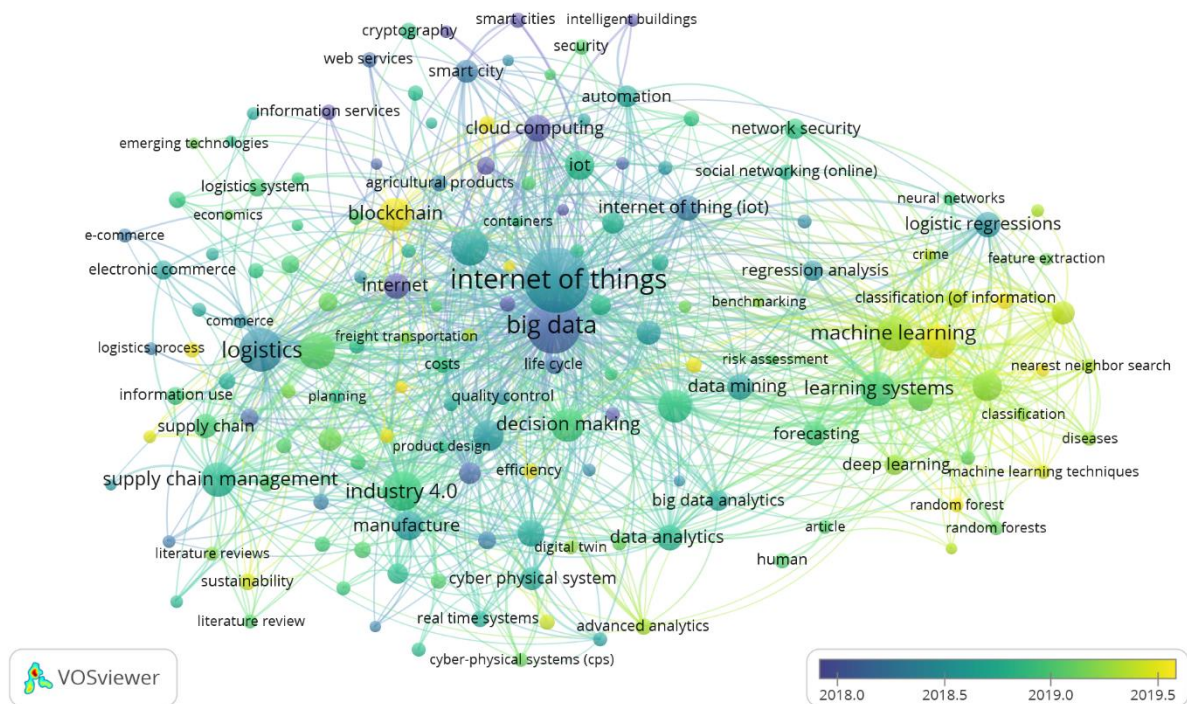 smart cities
intelligent buildings
cryptography
security
web services
smart city
automation
information services
cloud computing
network security
emerging technologies
iot
social networking (online)
agricultural products
logistics system
neural networks
economics
blockchain
containers
internet of thing (iot)
logistic regressions
e-commerce
crime
feature extraction
electronic commerce
internet
internet of things
regression analysis
classification (of information
benchmarking
commerce
big data
machine learning
freight transportation
logistics process
logistics
costs
life cycle
risk assessment
nearest neighbor search
information use
planning
quality control
data mining
learning systems
classification
supply chain
product design
decision making
forecasting
diseases
supply chain management
efficiency
deep learning
machine learning techniques
industry 4.0
big data analytics
random forest
manufacture
data analytics
article
random forests
literature reviews
digital twin
human
sustainability
cyber physical system
literature review
real time systems
advanced analytics
cyber-physical systems (cps)
VOSviewer
2018.0
2018.5
2019.0
2019.5